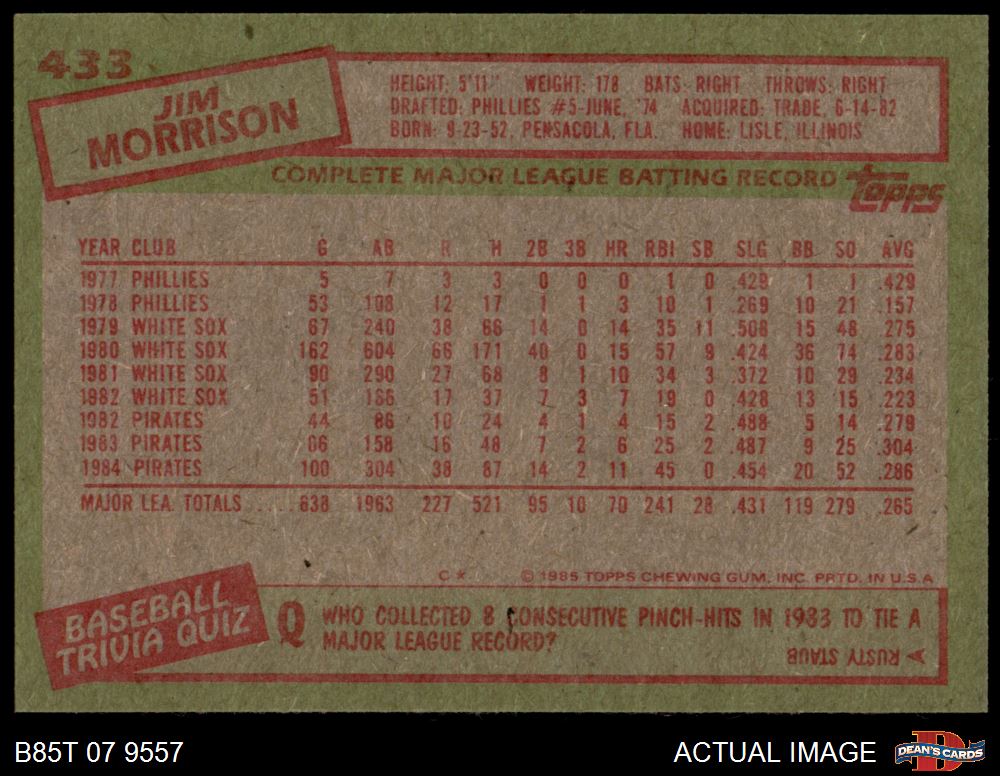 433
JIM
MORRISON
HEIGHT: 5'11" WEIGHT: 178 BATS: RIGHT THROWS: RIGHT
DRAFTED: PHILLIES #5-JUNE, '74 ACQUIRED: TRADE, 6-14-82
BORN: 9-23-52, PENSACOLA, FLA. HOME: LISLE, ILLINOIS
COMPLETE MAJOR LEAGUE BATTING RECORD
topps
YEAR CLUB G AB R H 2B 3B HR RBI SB SLG BB SO AVG
1977 PHILLIES 5 7 3 3 0 0 0 1 0 .429 1 1 .429
1978 PHILLIES 53 108 12 17 1 1 3 10 1 .269 10 21 .157
1979 WHITE SOX 67 240 38 66 14 0 14 35 11 .508 15 48 .275
1980 WHITE SOX 162 604 66 171 40 0 15 57 9 .424 36 74 .283
1981 WHITE SOX 90 290 27 68 8 1 10 34 3 .372 10 29 .234
1982 WHITE SOX 51 166 17 37 7 3 7 19 0 .428 13 15 .223
1982 PIRATES 44 86 10 24 4 1 4 15 2 .488 5 14 .279
1983 PIRATES 66 158 16 48 7 2 6 25 2 .487 9 25 .304
1984 PIRATES 100 304 38 87 14 2 11 45 0 .454 20 52 .286
MAJOR LEA. TOTALS .... 638 1963 227 521 95 10 70 241 28 .431 119 279 .265
C* © 1985 TOPPS CHEWING GUM, INC. PRTD. IN U.S.A
BASEBALL
TRIVIA QUIZ
Q WHO COLLECTED 8 CONSECUTIVE PINCH-HITS IN 1983 TO TIE A
MAJOR LEAGUE RECORD?
A RUSTY STAUB
B85T 07 9557
ACTUAL IMAGE
DEAN'S CARDS